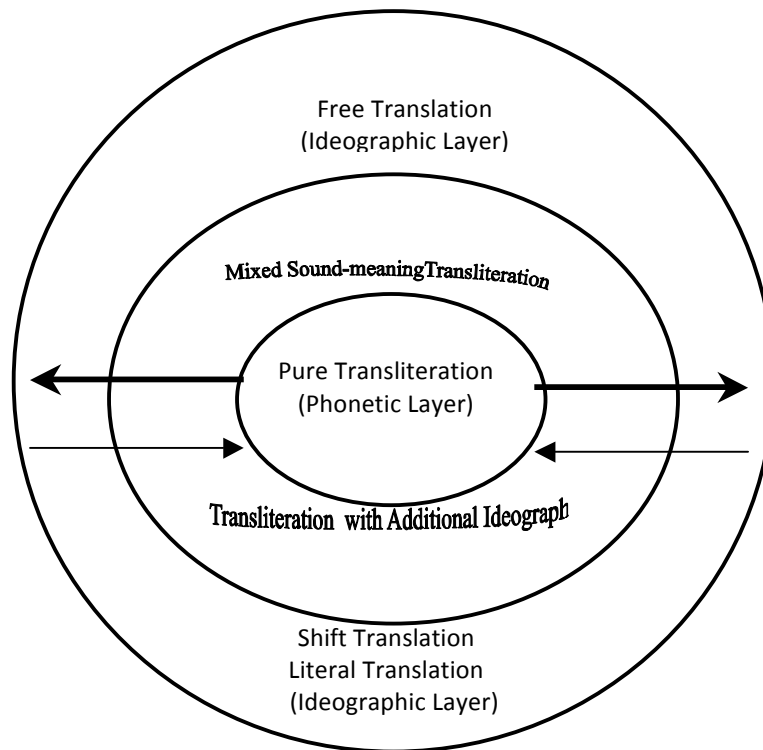 Free Translation
(Ideographic Layer)
Mixed Sound-meaningTransliteration
Pure Transliteration
(Phonetic Layer)
Transliteration with Additional Ideograph
Shift Translation
Literal Translation
(Ideographic Layer)